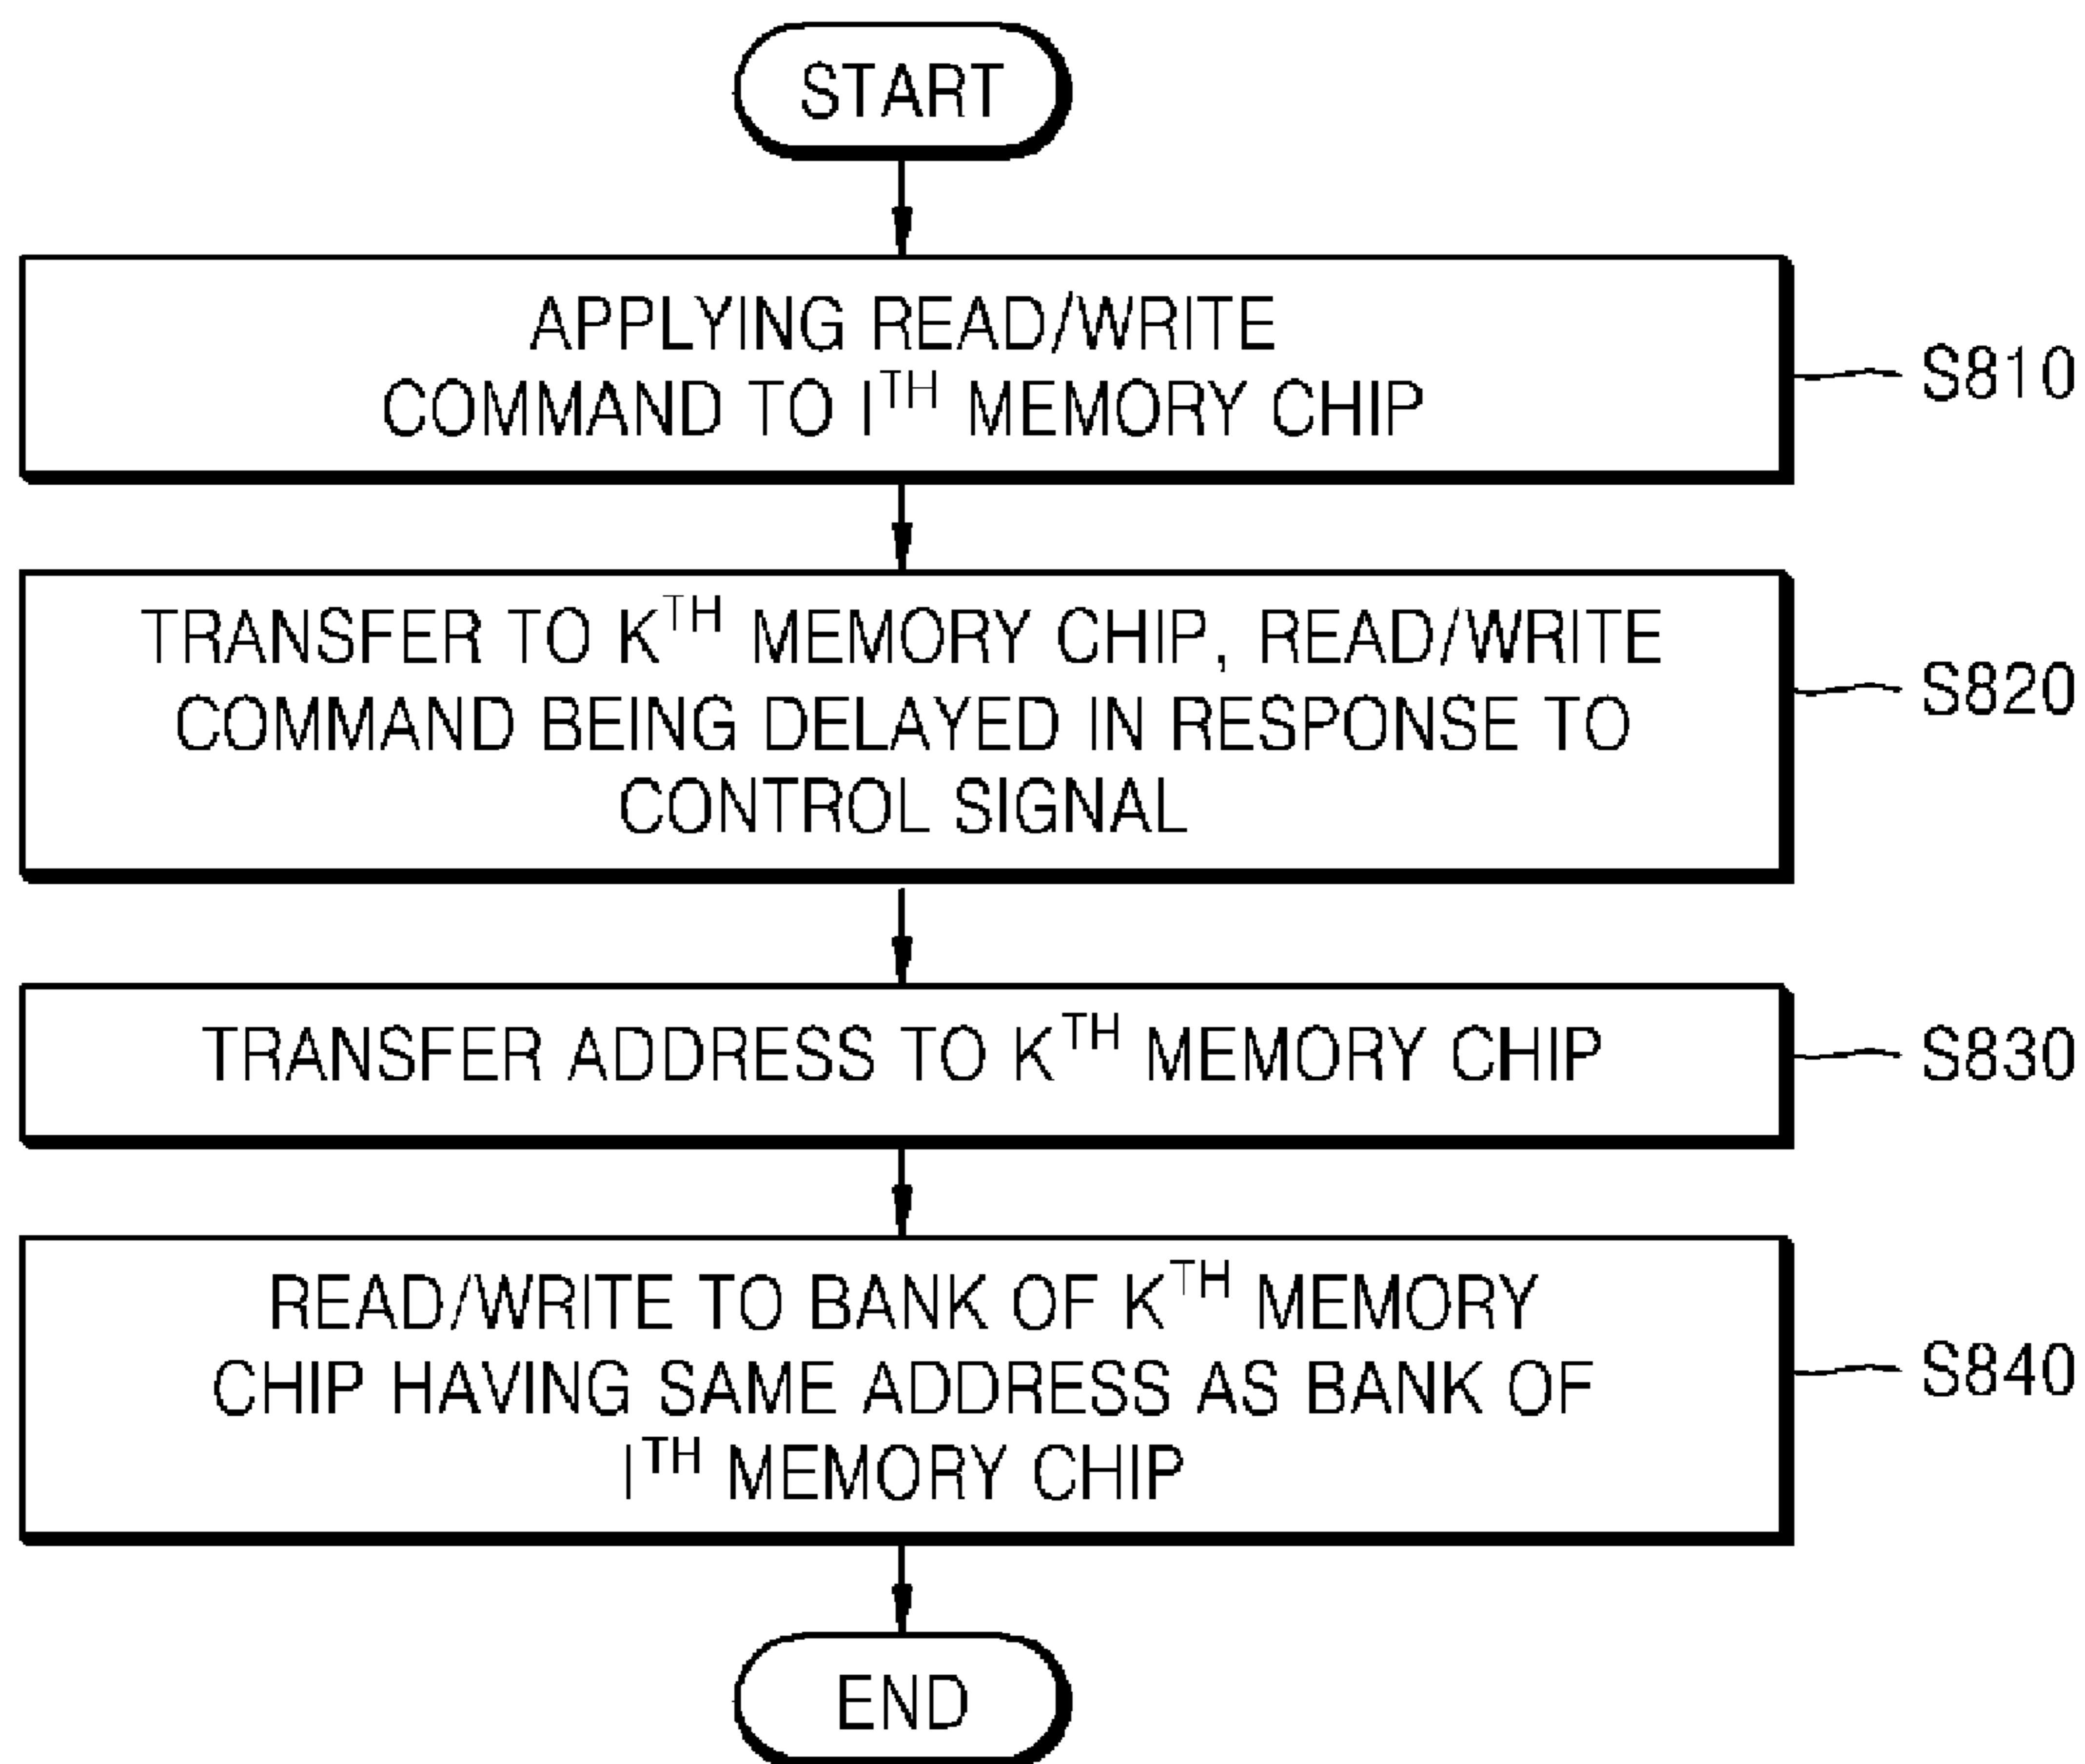 START
APPLYING READ/WRITE
COMMAND TO I^TH MEMORY CHIP
S810
TRANSFER TO K^TH MEMORY CHIP, READ/WRITE
COMMAND BEING DELAYED IN RESPONSE TO
CONTROL SIGNAL
S820
TRANSFER ADDRESS TO K^TH MEMORY CHIP
S830
READ/WRITE TO BANK OF K^TH MEMORY
CHIP HAVING SAME ADDRESS AS BANK OF
I^TH MEMORY CHIP
S840
END